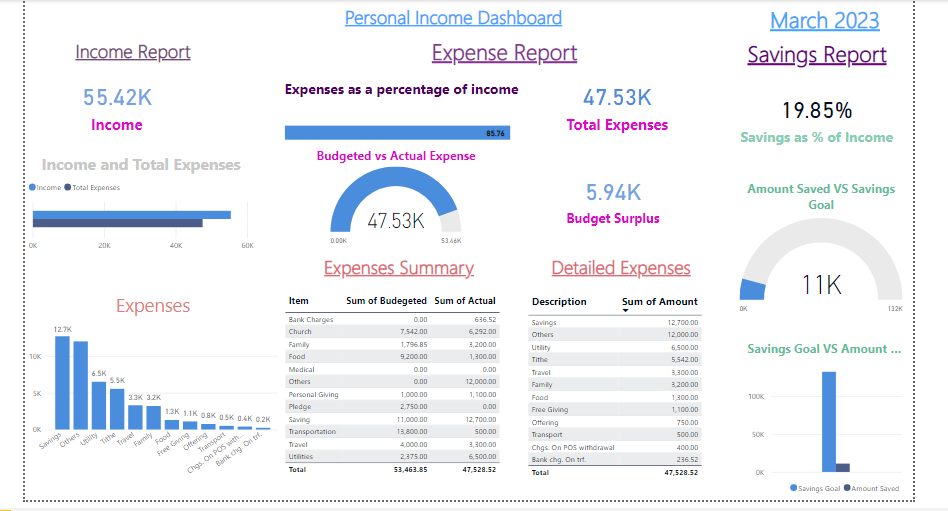 Personal Income Dashboard
March 2023
Income Report
Expense Report
Savings Report
55.42K
Income
Expenses as a percentage of income
85.76
47.53K
Total Expenses
19.85%
Savings as % of Income
Income and Total Expenses
Income Total Expenses
0K 20K 40K 60K
Budgeted vs Actual Expense
47.53K
0.00K 53.46K
5.94K
Budget Surplus
Amount Saved VS Savings
Goal
11K
0K 132K
Expenses
12.7K
6.5K
5.5K
3.3K 3.2K
1.3K 1.1K 0.8K 0.5K 0.4K 0.2K
10K
5K
0K
Savings
Others
Utility
Tithe
Travel
Family
Food
Free Giving
Offering
Transport
Chgs. On POS with...
Bank chg. On trf.
Expenses Summary
Item Sum of Budegeted Sum of Actual
Bank Charges 0.00 636.52
Church 7,542.00 6,292.00
Family 1,796.85 3,200.00
Food 9,200.00 1,300.00
Medical 0.00 0.00
Others 0.00 12,000.00
Personal Giving 1,000.00 1,100.00
Pledge 2,750.00 0.00
Saving 11,000.00 12,700.00
Transportation 13,800.00 500.00
Travel 4,000.00 3,300.00
Utilities 2,375.00 6,500.00
Total 53,463.85 47,528.52
Detailed Expenses
Description Sum of Amount
Savings 12,700.00
Others 12,000.00
Utility 6,500.00
Tithe 5,542.00
Travel 3,300.00
Family 3,200.00
Food 1,300.00
Free Giving 1,100.00
Offering 750.00
Transport 500.00
Chgs. On POS withdrawal 400.00
Bank chg. On trf. 236.52
Total 47,528.52
Savings Goal VS Amount ...
100K
50K
0K
Savings Goal Amount Saved